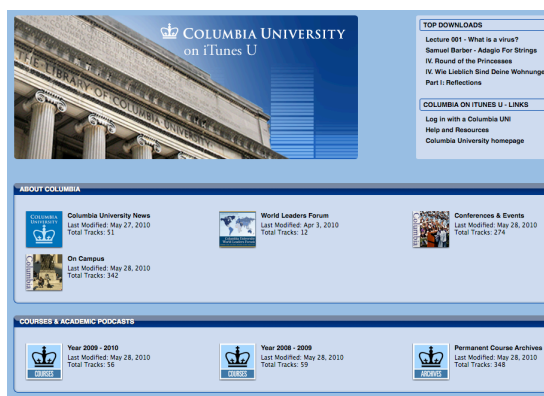 COLUMBIA UNIVERSITY
on iTunes U
THE·LIBRARY·OF·COLUMBIA·UNIVERSITY
TOP DOWNLOADS
Lecture 001 - What is a virus?
Samuel Barber - Adagio For Strings
IV. Round of the Princesses
IV. Wie Lieblich Sind Deine Wohnunge
Part I: Reflections
COLUMBIA ON ITUNES U - LINKS
Log in with a Columbia UNI
Help and Resources
Columbia University homepage
ABOUT COLUMBIA
COLUMBIA
UNIVERSITY
Columbia University News
Last Modified: May 27, 2010
Total Tracks: 51
Columbia University
World Leaders Forum
World Leaders Forum
Last Modified: Apr 3, 2010
Total Tracks: 12
Columbia
Conferences & Events
Last Modified: May 28, 2010
Total Tracks: 274
Columbia
On Campus
Last Modified: May 28, 2010
Total Tracks: 342
COURSES & ACADEMIC PODCASTS
COURSES
Year 2009 - 2010
Last Modified: May 28, 2010
Total Tracks: 56
COURSES
Year 2008 - 2009
Last Modified: May 28, 2010
Total Tracks: 59
ARCHIVES
Permanent Course Archives
Last Modified: May 28, 2010
Total Tracks: 348